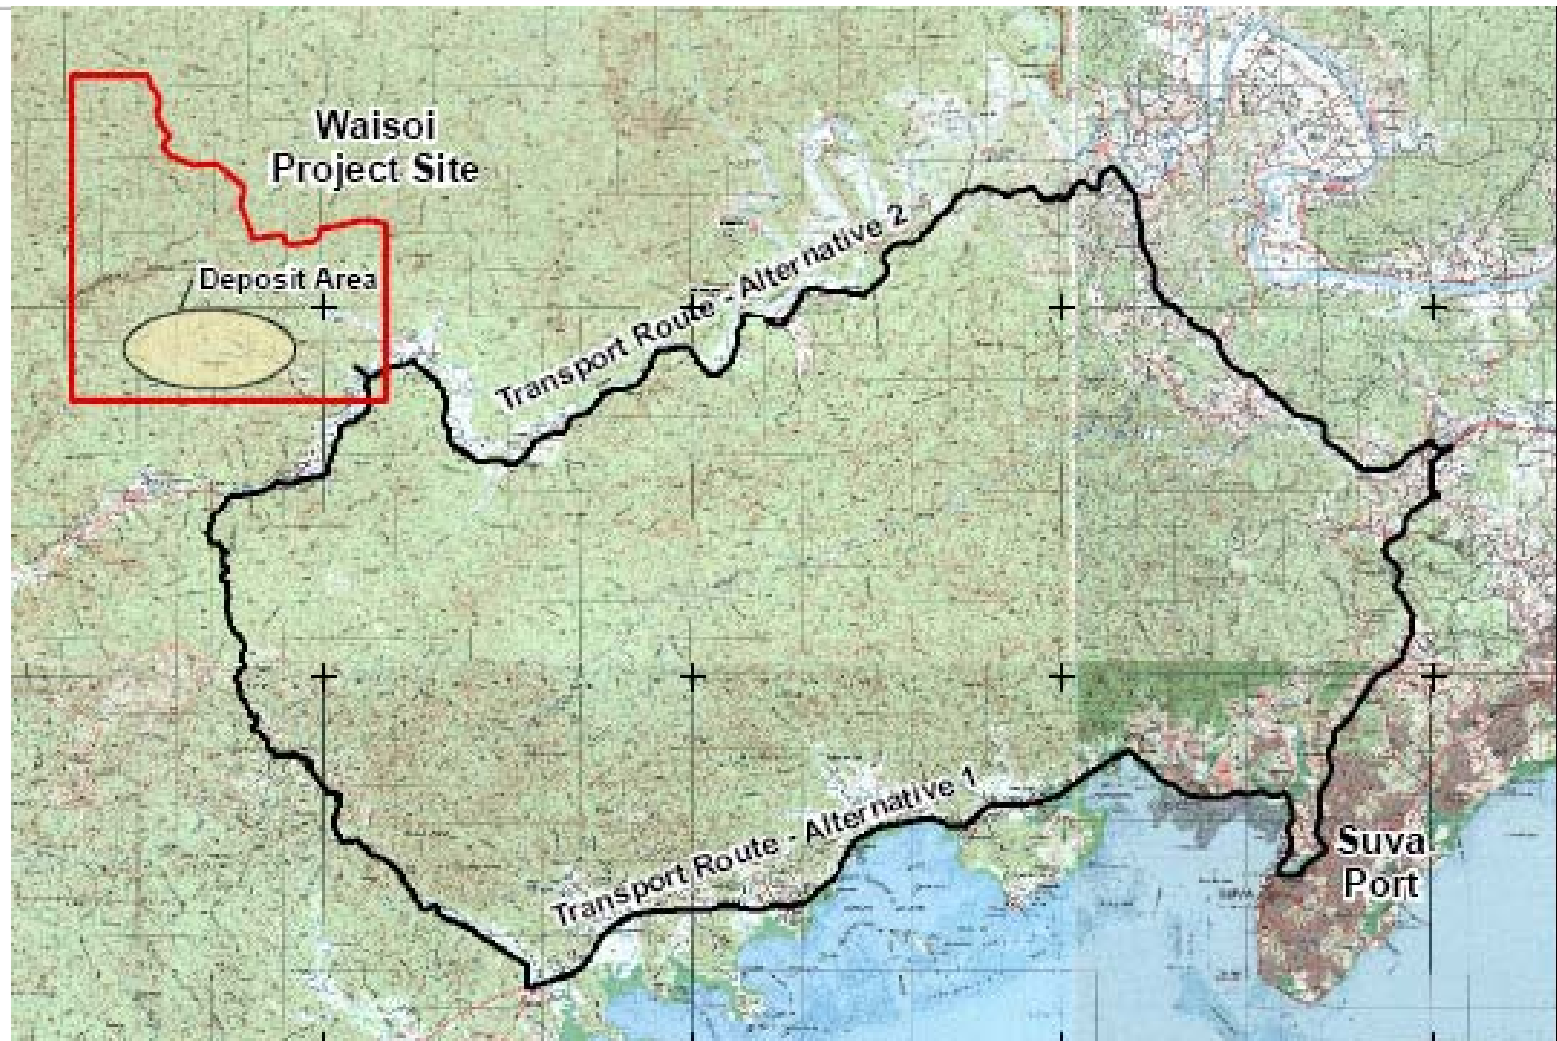 Waisoi
Project Site
Deposit Area
Transport Route - Alternative 2
Transport Route - Alternative 1
Suva
Port